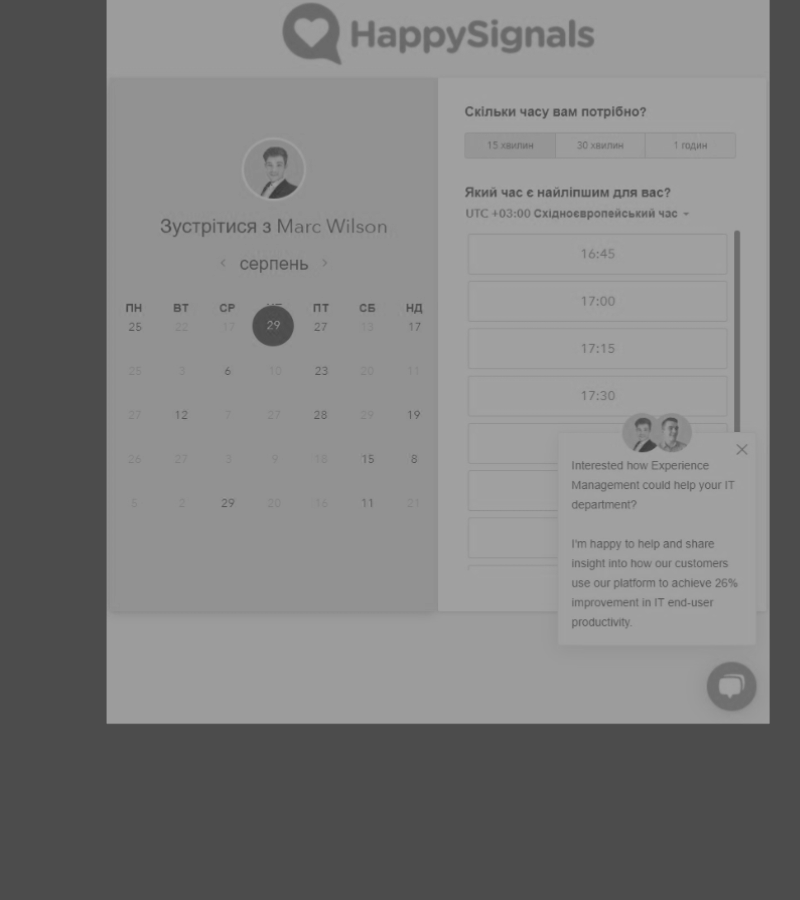 HappySignals
Зустрітися з Marc Wilson
серпень
ПН ВТ СР ПТ СБ НД
25 22 17 29 27 13 17
25 3 6 10 23 20 11
27 12 7 27 28 29 19
26 27 3 9 18 15 8
5 2 29 20 16 11 21
Скільки часу вам потрібно?
15 хвилин 30 хвилин 1 годин
Який час є найліпшим для вас?
UTC +03:00 Східноєвропейський час
16:45
17:00
17:15
17:30
Interested how Experience
Management could help your IT
department?
I'm happy to help and share
insight into how our customers
use our platform to achieve 26%
improvement in IT end-user
productivity.